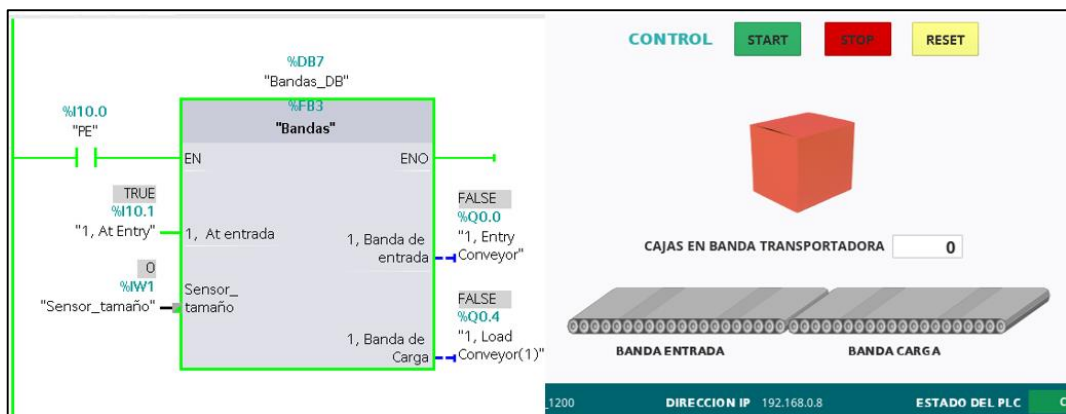 %DB7
"Bandas_DB"
%FB3
"Bandas"
%I10.0
"PE"
EN
ENO
TRUE
%I10.1
"1, At Entry"
1, At entrada
0
%IW1
"Sensor_tamaño"
Sensor_
tamaño
FALSE
%Q0.0
1, Banda de
entrada
"1, Entry
Conveyor"
FALSE
%Q0.4
1, Banda de
Carga
"1, Load
Conveyor(1)"
CONTROL START STOP RESET
CAJAS EN BANDA TRANSPORTADORA 0
BANDA ENTRADA BANDA CARGA
_1200 DIRECCION IP 192.168.0.8 ESTADO DEL PLC